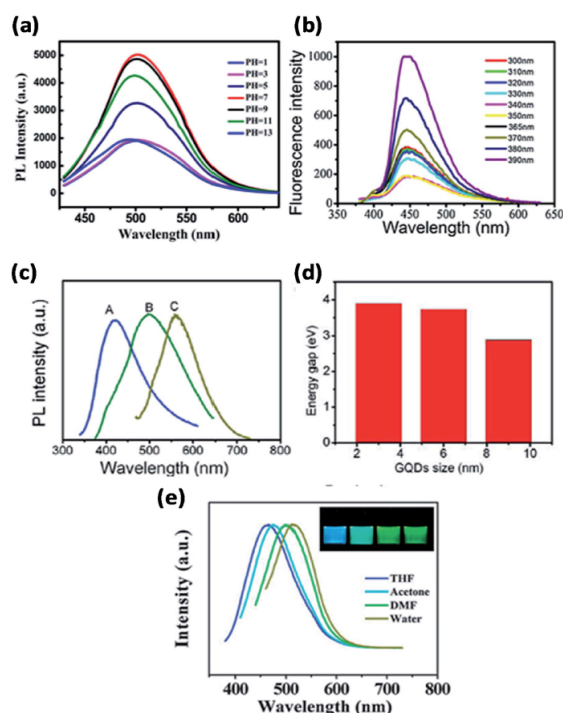 (a)
5000
4000
3000
2000
1000
0
PL Intensity (a.u.)
PH=1
PH=3
PH=5
PH=7
PH=9
PH=11
PH=13
450 500 550 600
Wavelength (nm)
(b)
1000
800
600
400
200
0
Fluorescence intensity
300nm
310nm
320nm
330nm
340nm
350nm
365nm
370nm
380nm
390nm
350 400 450 500 550 600 650
Wavelength (nm)
(c)
PL intensity (a.u.)
A B C
300 400 500 600 700 800
Wavelength (nm)
(d)
4
3
2
1
0
Energy gap (eV)
2 4 6 8 10
GQDs size (nm)
(e)
Intensity (a.u.)
THF
Acetone
DMF
Water
400 500 600 700 800
Wavelength (nm)